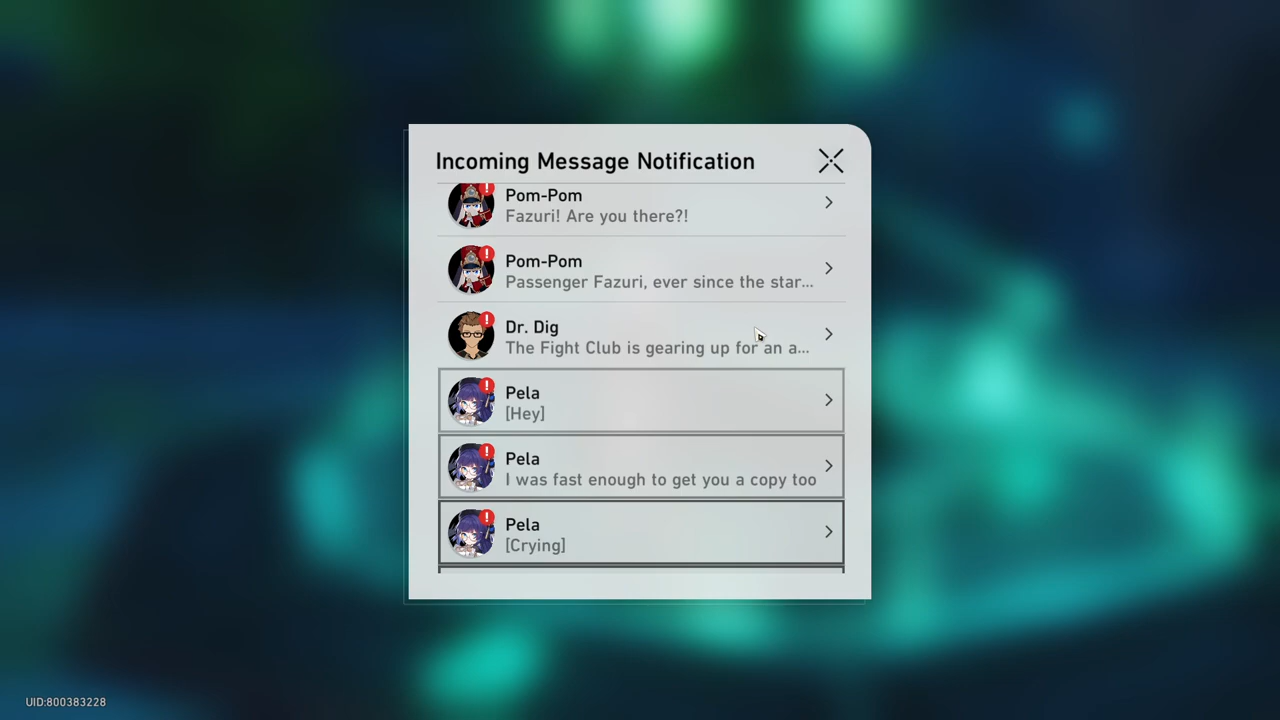 Incoming Message Notification
Pom-Pom
Fazuri! Are you there?!
Pom-Pom
Passenger Fazuri, ever since the star...
Dr. Dig
The Fight Club is gearing up for an a...
Pela
[Hey]
Pela
I was fast enough to get you a copy too
Pela
[Crying]
UID:800383228